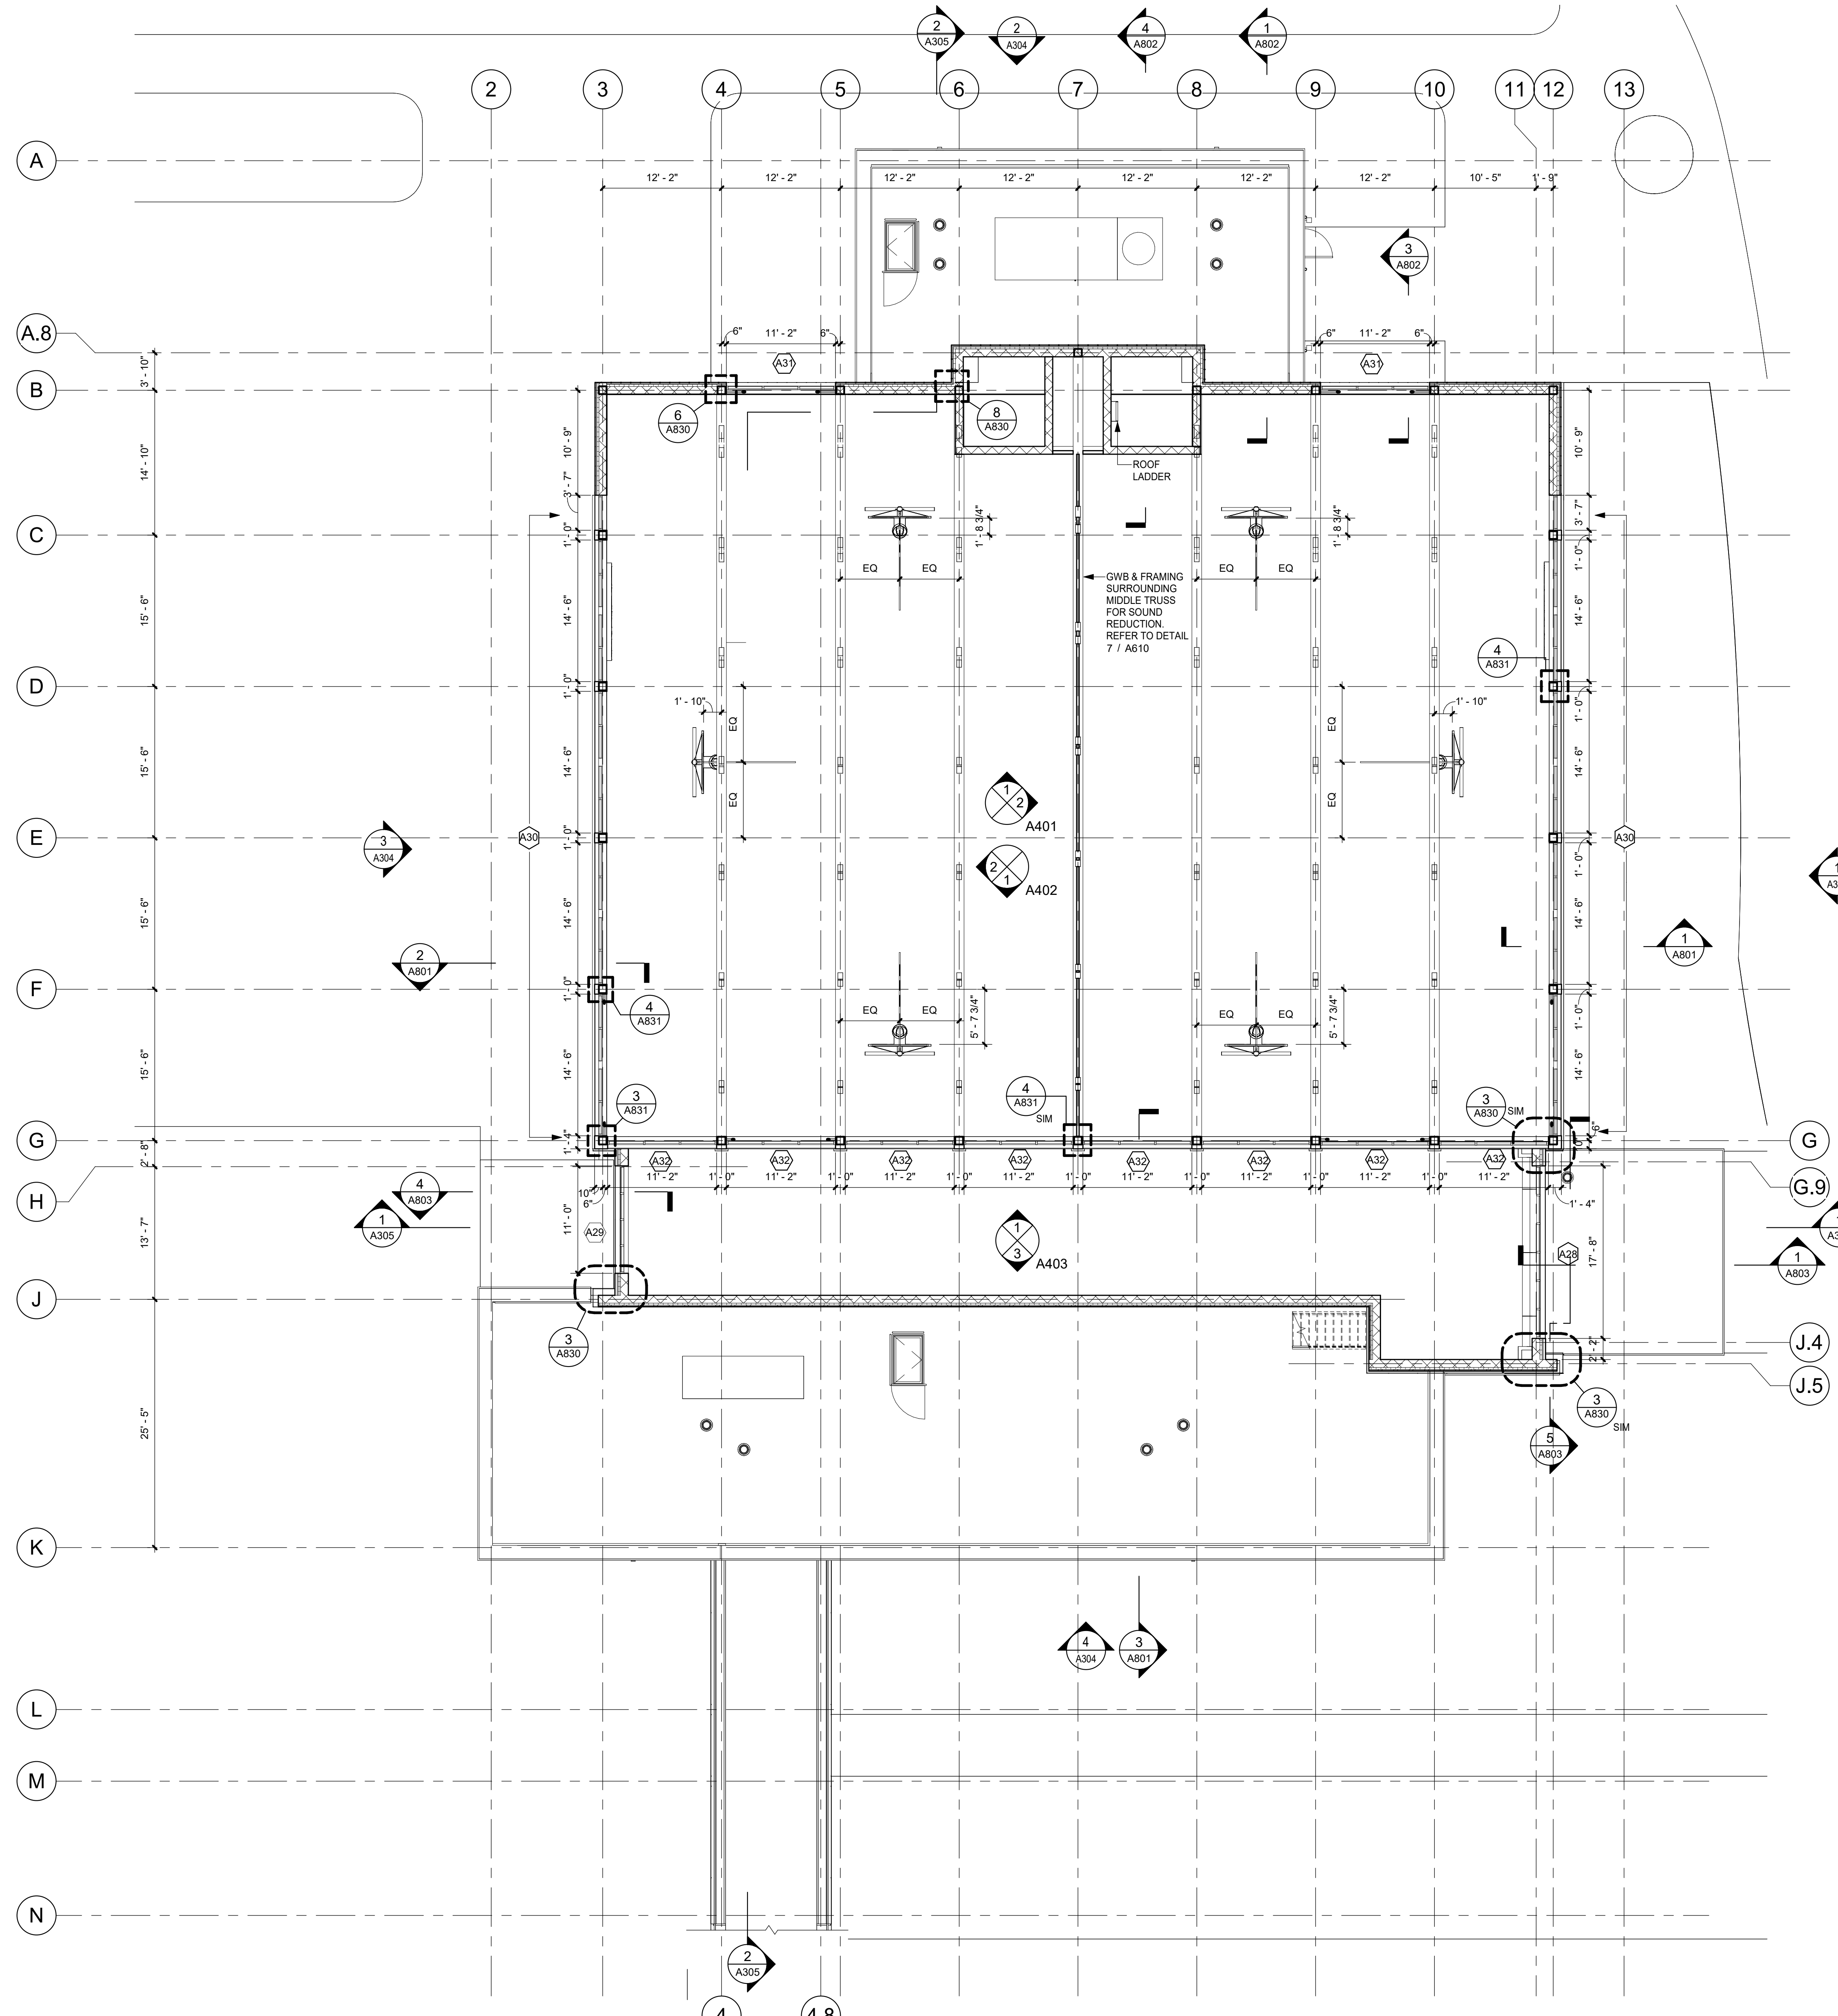 2
A305
2
A304
4
A802
1
A802
2
3
4
5
6
7
8
9
10
11
12
13
A
12' - 2"
12' - 2"
12' - 2"
12' - 2"
12' - 2"
12' - 2"
12' - 2"
10' - 5"
1' - 9"
3
A802
A.8
6"
11' - 2"
6"
6"
11' - 2"
6"
A31
A31
3' - 10"
B
6
A830
8
A830
10' - 9"
10' - 9"
14' - 10"
ROOF
LADDER
3' - 7"
3' - 7"
C
1' - 0"
1' - 8 3/4"
1' - 8 3/4"
1' - 0"
EQ
EQ
EQ
EQ
GWB & FRAMING
SURROUNDING
MIDDLE TRUSS
FOR SOUND
REDUCTION.
REFER TO DETAIL
7 / A610
15' - 6"
14' - 6"
14' - 6"
4
A831
D
1' - 0"
1' - 10"
1' - 10"
1' - 0"
EQ
EQ
15' - 6"
14' - 6"
14' - 6"
EQ
EQ
1
2
A401
E
3
A304
A30
1' - 0"
A30
1' - 0"
2
1
A402
1
15' - 6"
14' - 6"
14' - 6"
2
A801
1
A801
F
1' - 0"
4
A831
EQ
EQ
5' - 7 3/4"
EQ
EQ
5' - 7 3/4"
1' - 0"
15' - 6"
14' - 6"
14' - 6"
3
A831
4
A831
SIM
3
A830
SIM
G
1' - 4"
6"
G
2' - 8"
A32
A32
A32
A32
A32
A32
A32
A32
11' - 2"
1' - 0"
11' - 2"
1' - 0"
11' - 2"
1' - 0"
11' - 2"
1' - 0"
11' - 2"
1' - 0"
11' - 2"
1' - 0"
11' - 2"
1' - 0"
11' - 2"
H
4
A803
10"
6"
1' - 4"
G.9
1
A305
13' - 7"
11' - 0"
A29
1
3
A403
17' - 8"
A28
1
A803
J
3
A830
2' - 2"
J.4
J.5
3
A830
SIM
25' - 5"
5
A803
K
4
A304
3
A801
L
M
N
2
A305
4
4.8